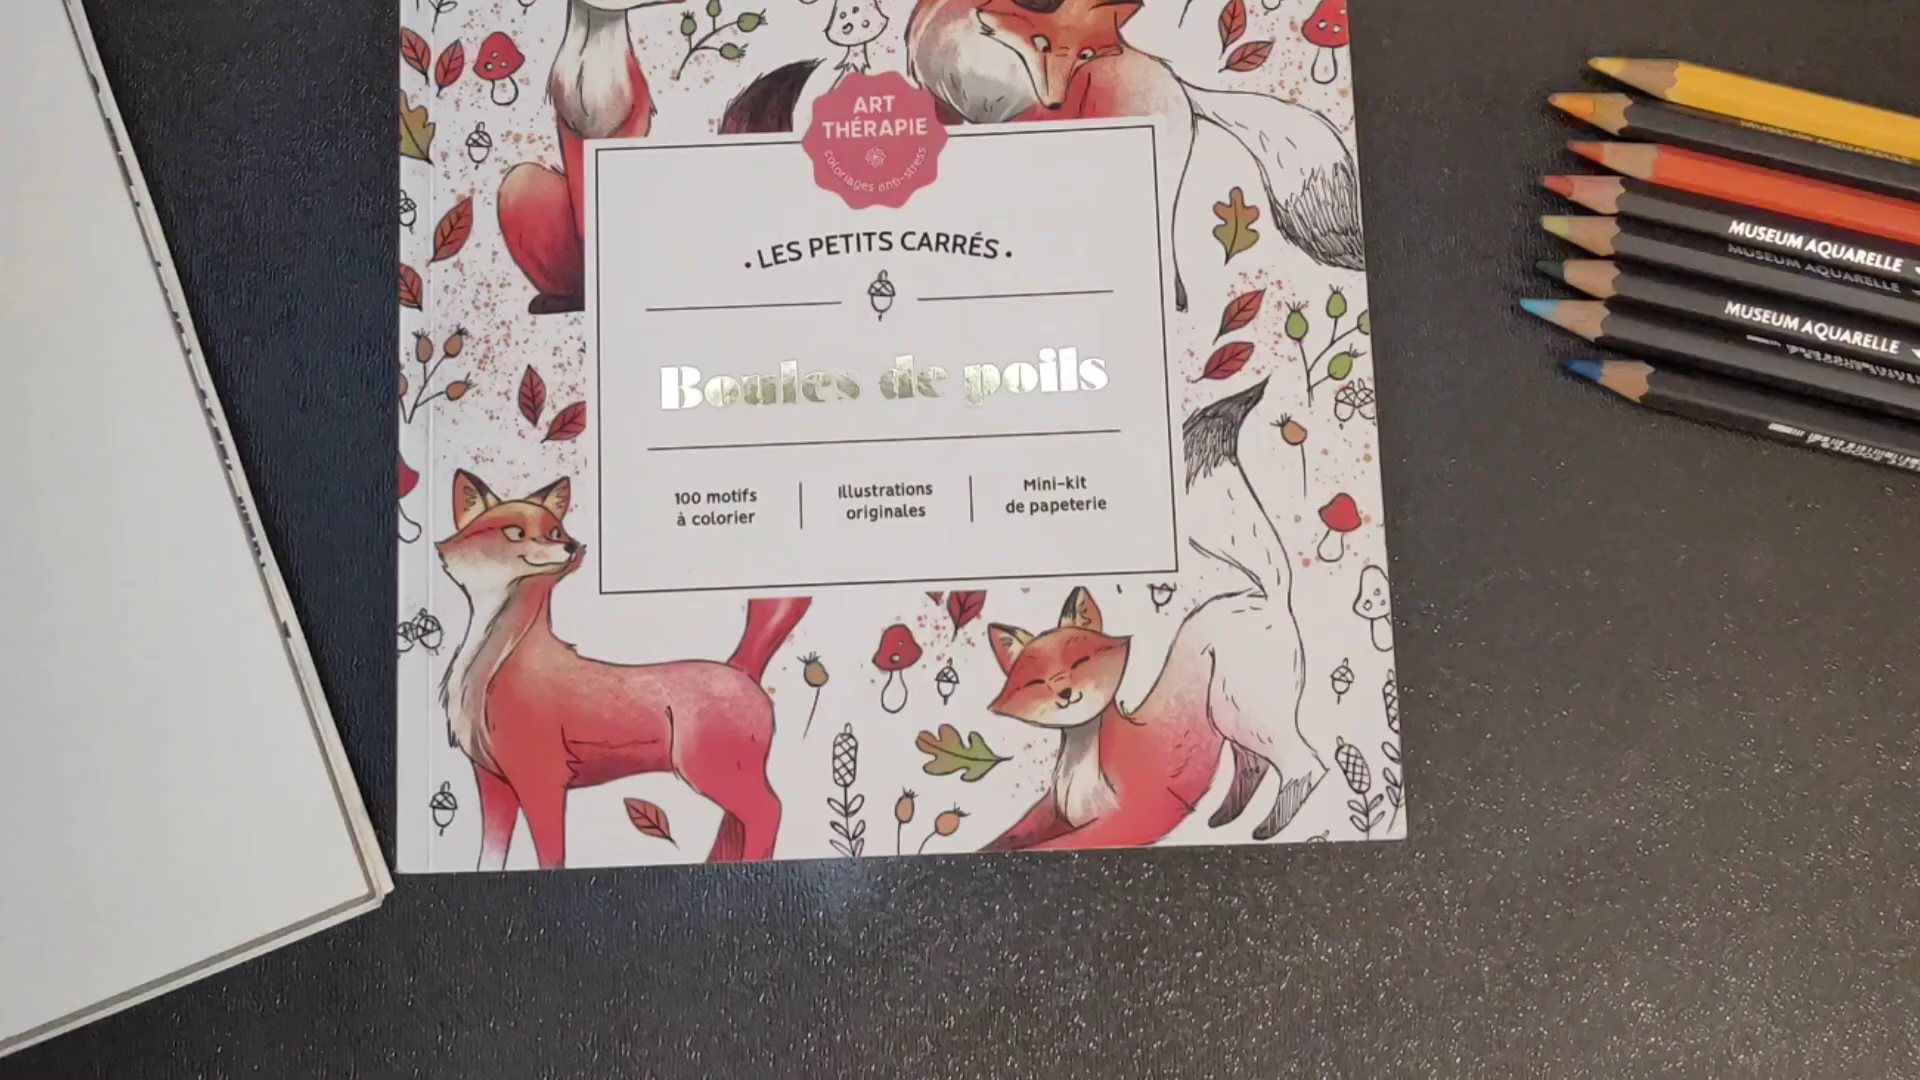 ART
THÉRAPIE
coloriages anti-stress
• LES PETITS CARRÉS •
Boules de poils
100 motifs
à colorier
Illustrations
originales
Mini-kit
de papeterie
MUSEUM AQUARELLE
MUSEUM AQUARELLE
MUSEUM AQUARELLE